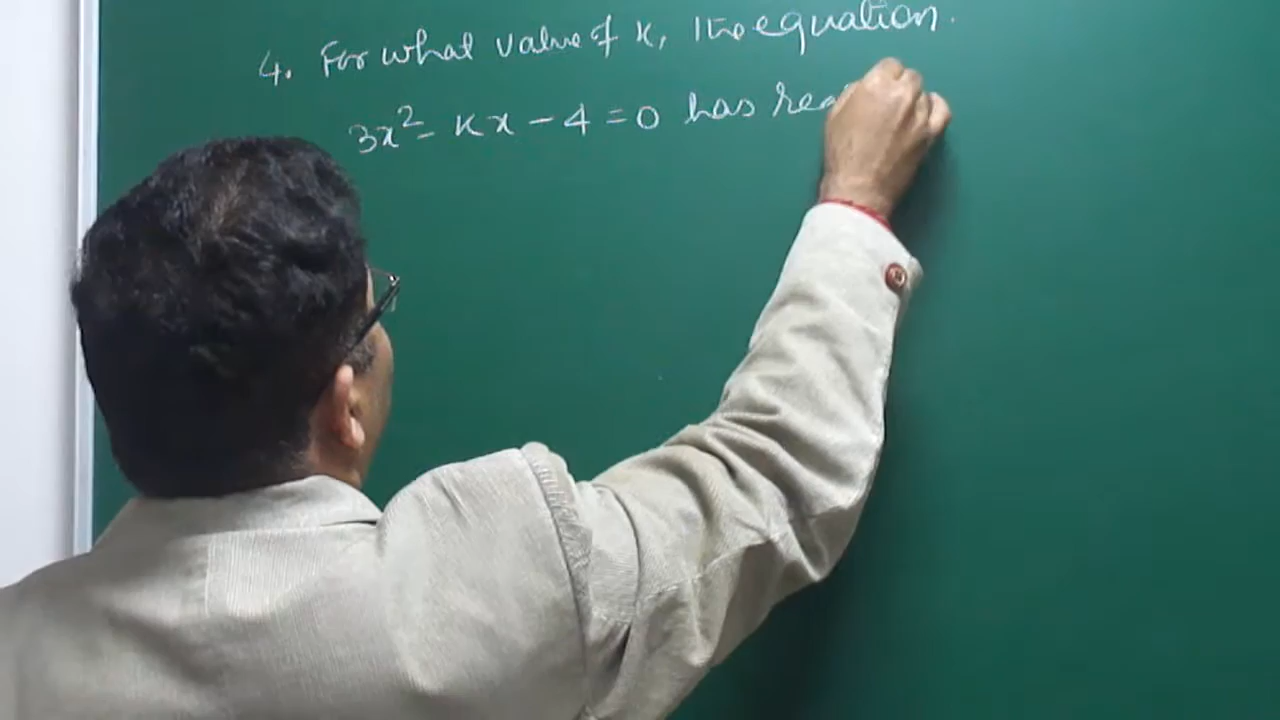 4. For what value of K, the equation.
3x² - Kx - 4 = 0 has rea